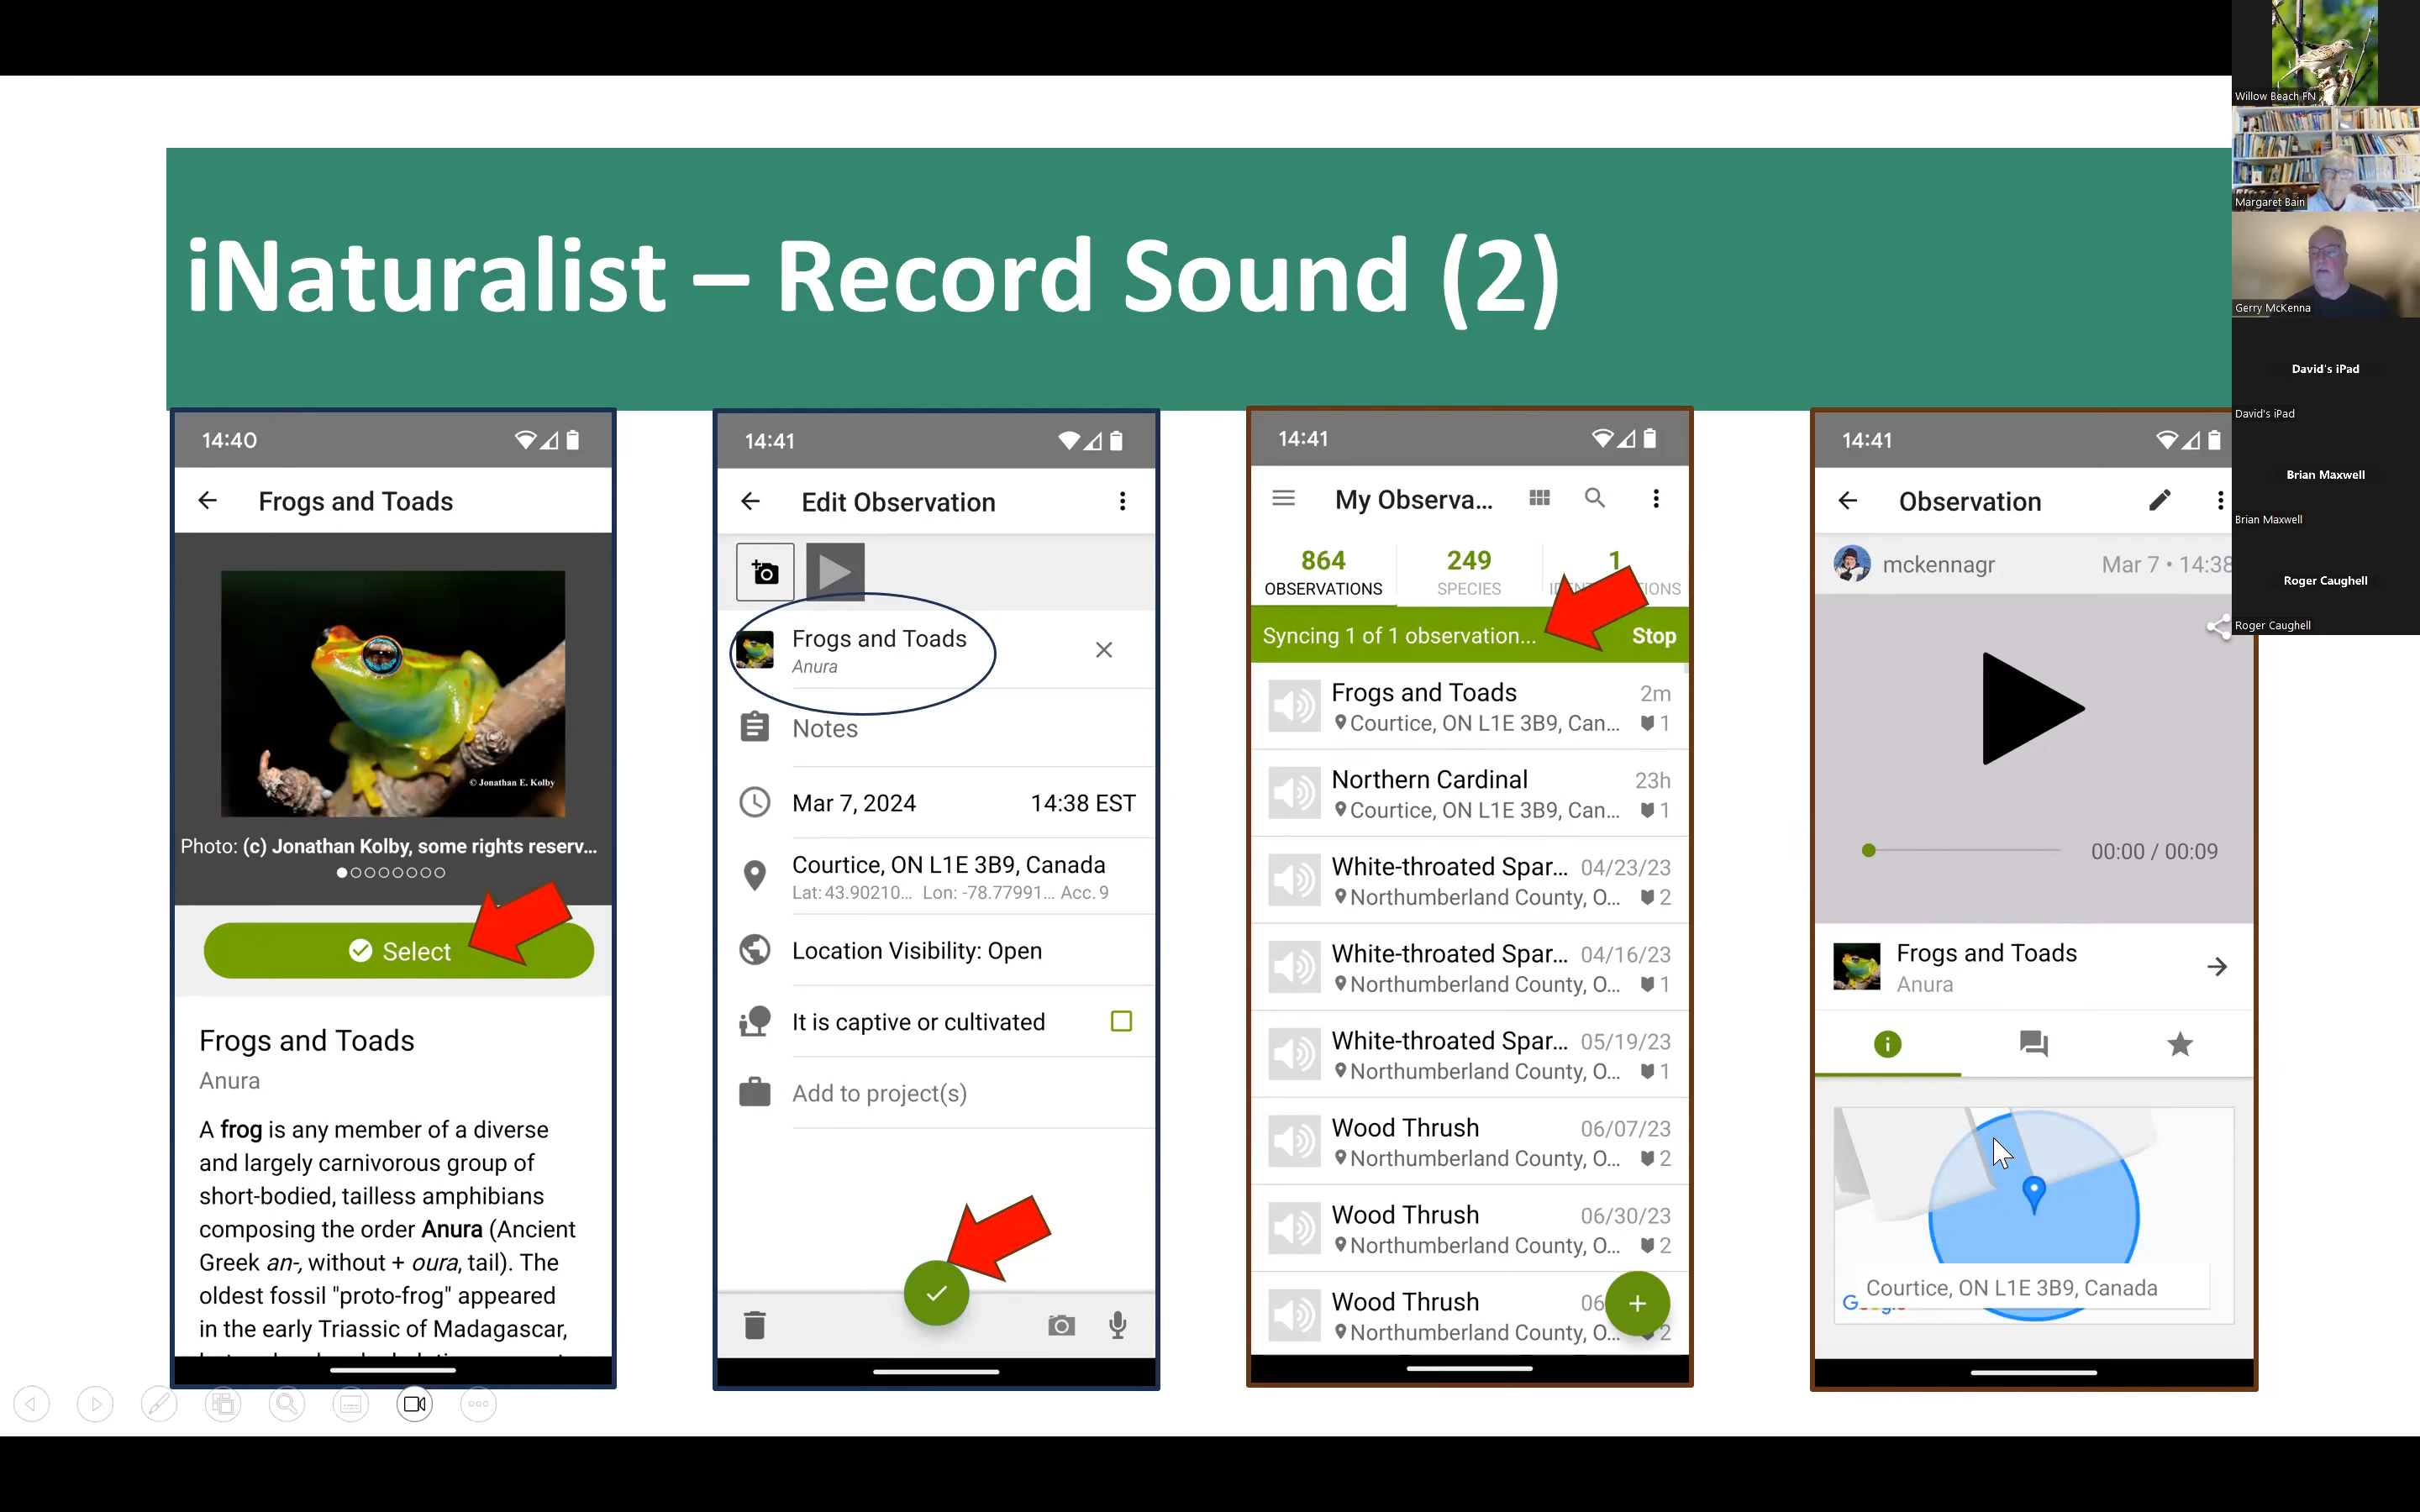 iNaturalist – Record Sound (2)
14:40
Frogs and Toads
© Jonathan E. Kolby
Photo: (c) Jonathan Kolby, some rights reserv...
Select
Frogs and Toads
Anura
A frog is any member of a diverse
and largely carnivorous group of
short-bodied, tailless amphibians
composing the order Anura (Ancient
Greek an-, without + oura, tail). The
oldest fossil "proto-frog" appeared
in the early Triassic of Madagascar,
14:41
Edit Observation
Frogs and Toads
Anura
Notes
Mar 7, 2024 14:38 EST
Courtice, ON L1E 3B9, Canada
Lat: 43.90210... Lon: -78.77991... Acc. 9
Location Visibility: Open
It is captive or cultivated
Add to project(s)
14:41
My Observa...
864 249 1
OBSERVATIONS SPECIES
Syncing 1 of 1 observation... Stop
Frogs and Toads 2m
Courtice, ON L1E 3B9, Can... 1
Northern Cardinal 23h
Courtice, ON L1E 3B9, Can... 1
White-throated Spar... 04/23/23
Northumberland County, O... 2
White-throated Spar... 04/16/23
Northumberland County, O... 1
White-throated Spar... 05/19/23
Northumberland County, O... 1
Wood Thrush 06/07/23
Northumberland County, O... 2
Wood Thrush 06/30/23
Northumberland County, O... 2
Wood Thrush 06
Northumberland County, O... 2
14:41
Observation
mckennagr Mar 7 • 14:38
00:00 / 00:09
Frogs and Toads
Anura
Courtice, ON L1E 3B9, Canada
Willow Beach FN
Margaret Bain
Gerry McKenna
David's iPad
David's iPad
Brian Maxwell
Brian Maxwell
Roger Caughell
Roger Caughell